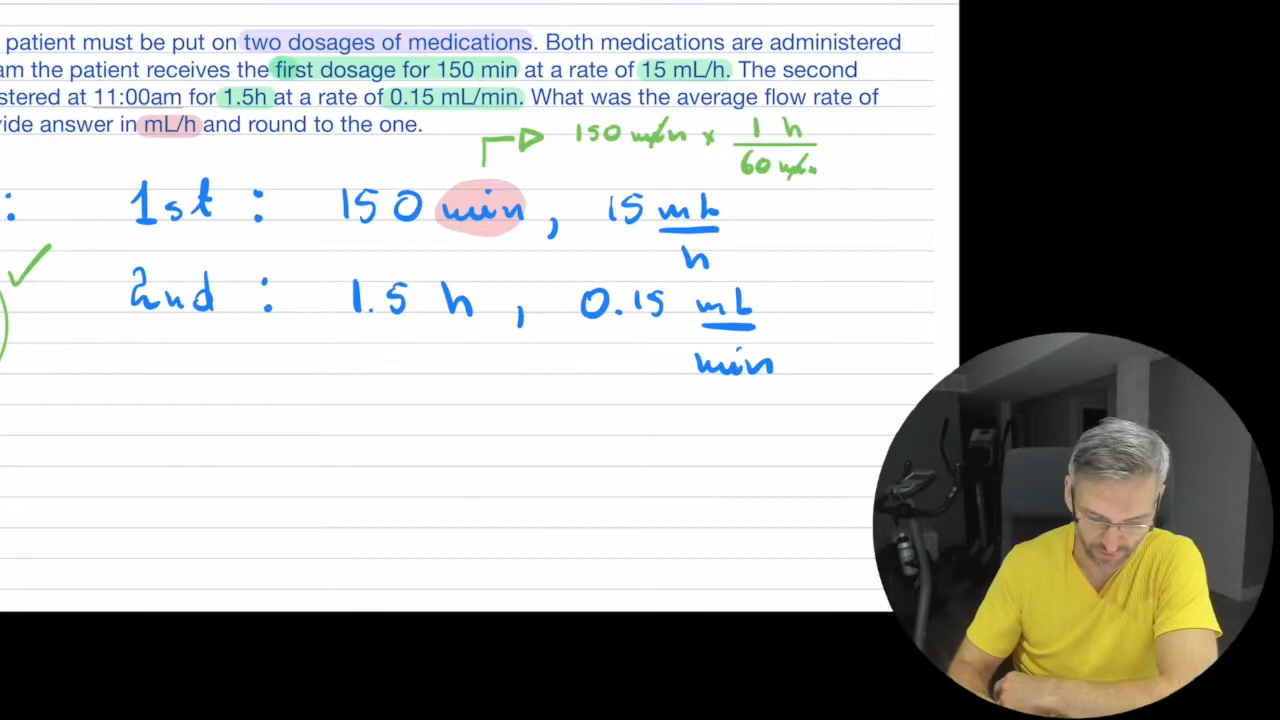 patient must be put on two dosages of medications. Both medications are administered
am the patient receives the first dosage for 150 min at a rate of 15 mL/h. The second
stered at 11:00am for 1.5h at a rate of 0.15 mL/min. What was the average flow rate of
vide answer in mL/h and round to the one.
150 min × 1 h
60 min
: 1st : 150 min , 15 mL
h
2nd : 1.5 h , 0.15 mL
min